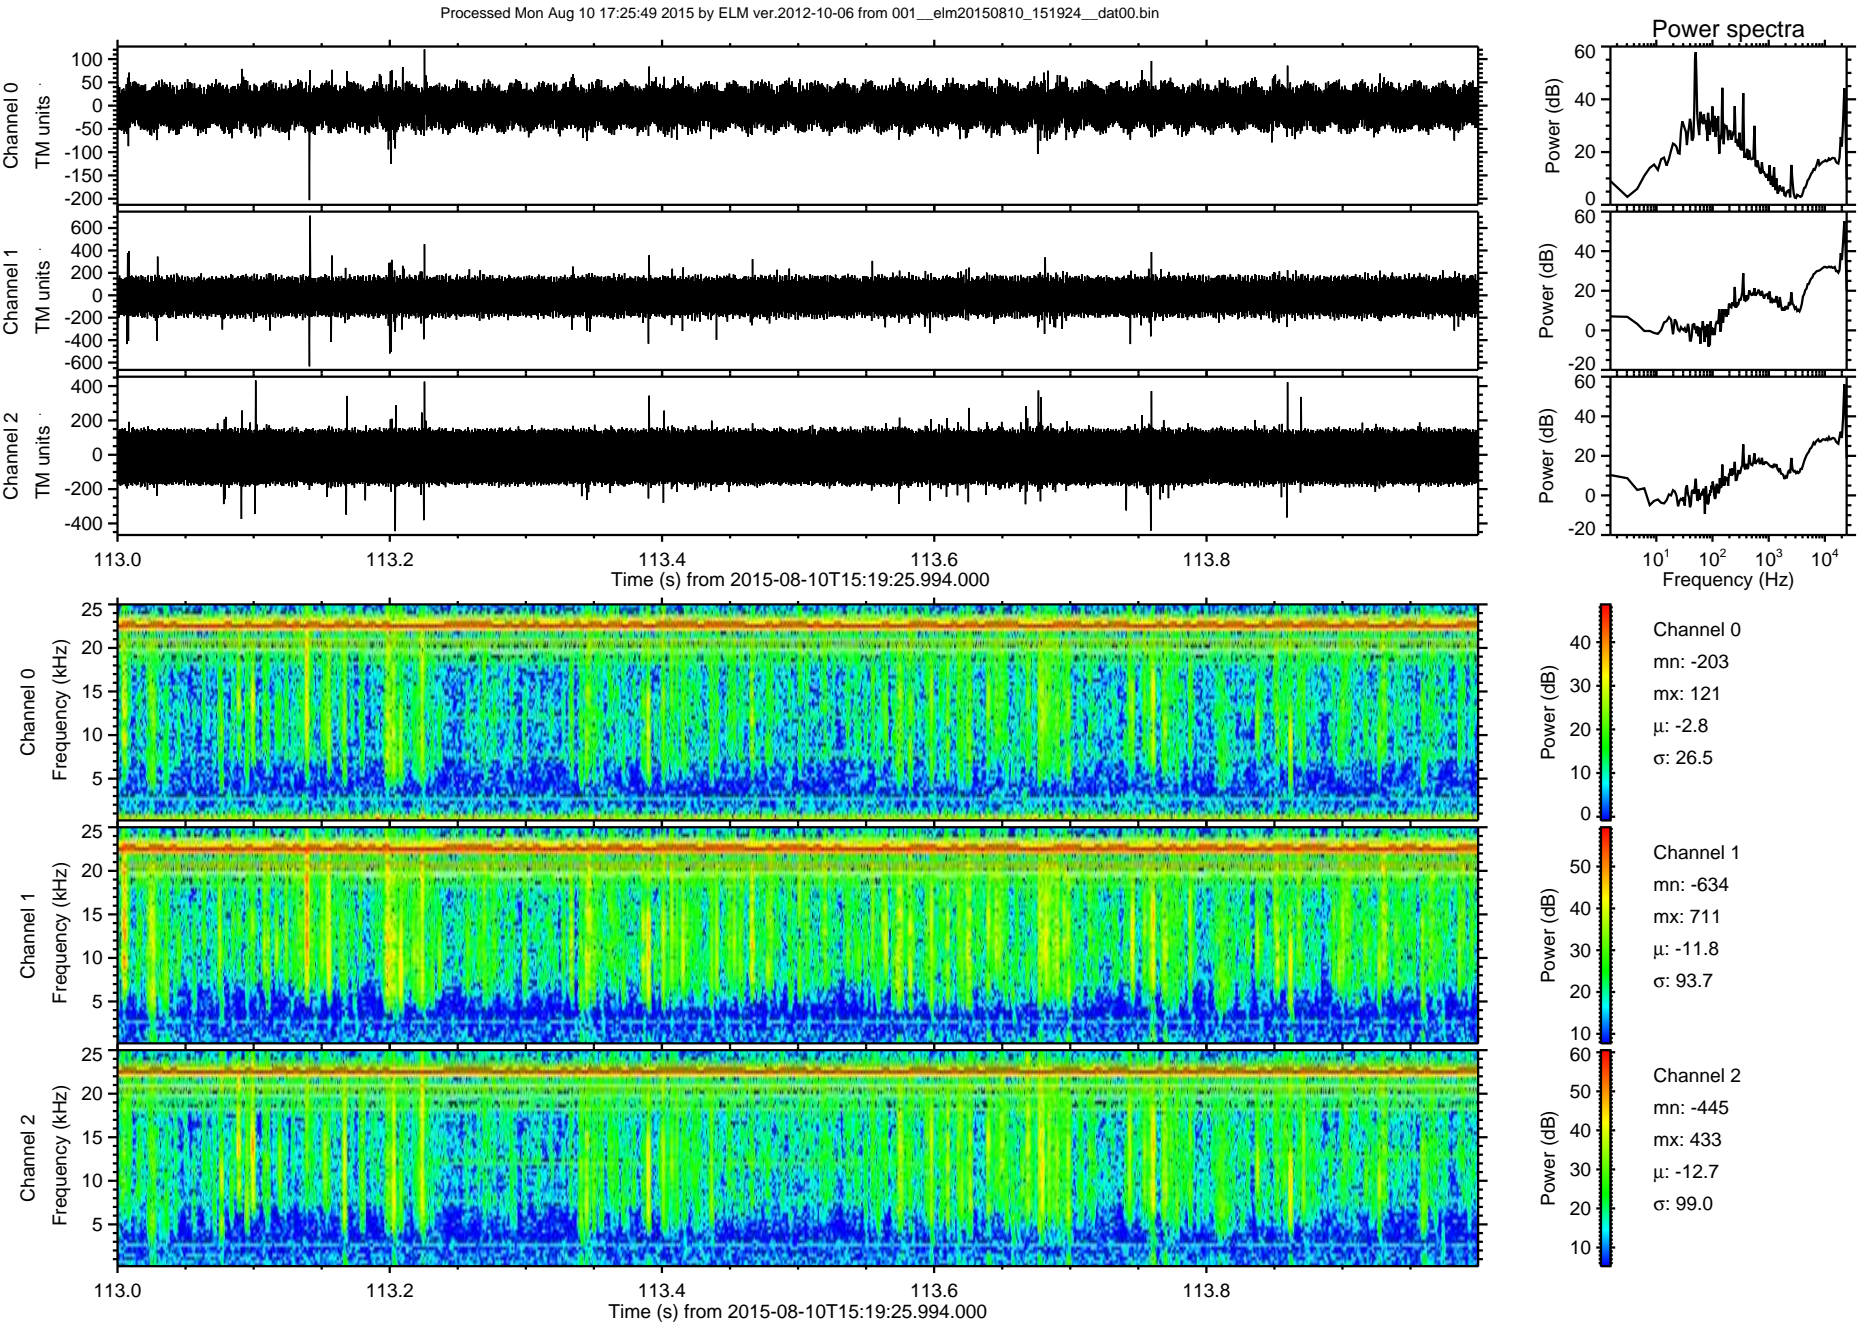 Processed Mon Aug 10 17:25:49 2015 by ELM ver.2012-10-06 from 001__elm20150810_151924__dat00.bin
Power spectra
Channel 0
TM units
100
50
0
-50
-100
-150
-200
Power (dB)
60
40
20
0
Channel 1
TM units
600
400
200
0
-200
-400
-600
Power (dB)
60
40
20
0
-20
Channel 2
TM units
400
200
0
-200
-400
Power (dB)
60
40
20
0
-20
113.0 113.2 113.4 113.6 113.8
Time (s) from 2015-08-10T15:19:25.994.000
10^1 10^2 10^3 10^4
Frequency (Hz)
Channel 0
Frequency (kHz)
25
20
15
10
5
Power (dB)
40
30
20
10
0
Channel 0
mn: -203
mx: 121
µ: -2.8
σ: 26.5
Channel 1
Frequency (kHz)
25
20
15
10
5
Power (dB)
50
40
30
20
10
Channel 1
mn: -634
mx: 711
µ: -11.8
σ: 93.7
Channel 2
Frequency (kHz)
25
20
15
10
5
Power (dB)
60
50
40
30
20
10
Channel 2
mn: -445
mx: 433
µ: -12.7
σ: 99.0
113.0 113.2 113.4 113.6 113.8
Time (s) from 2015-08-10T15:19:25.994.000